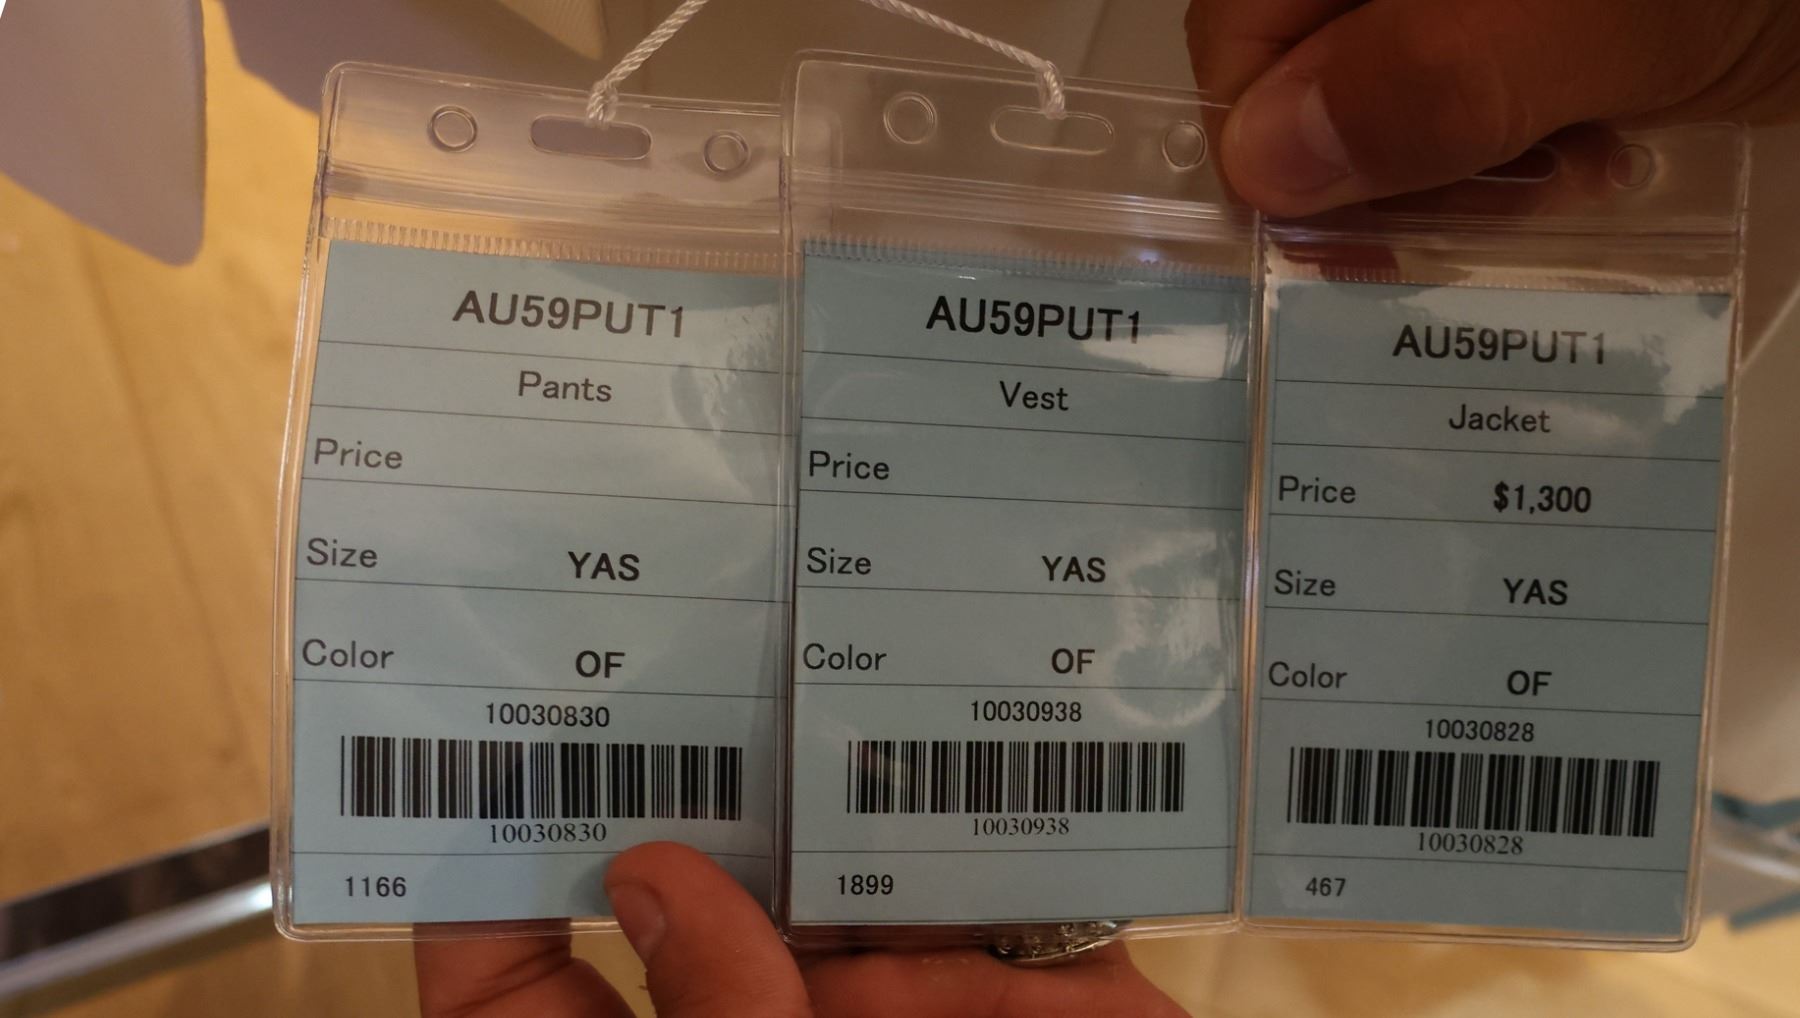 AU59PUT1
Pants
Price
Size YAS
Color OF
10030830
10030830
1166
AU59PUT1
Vest
Price
Size YAS
Color OF
10030938
10030938
1899
AU59PUT1
Jacket
Price $1,300
Size YAS
Color OF
10030828
10030828
467